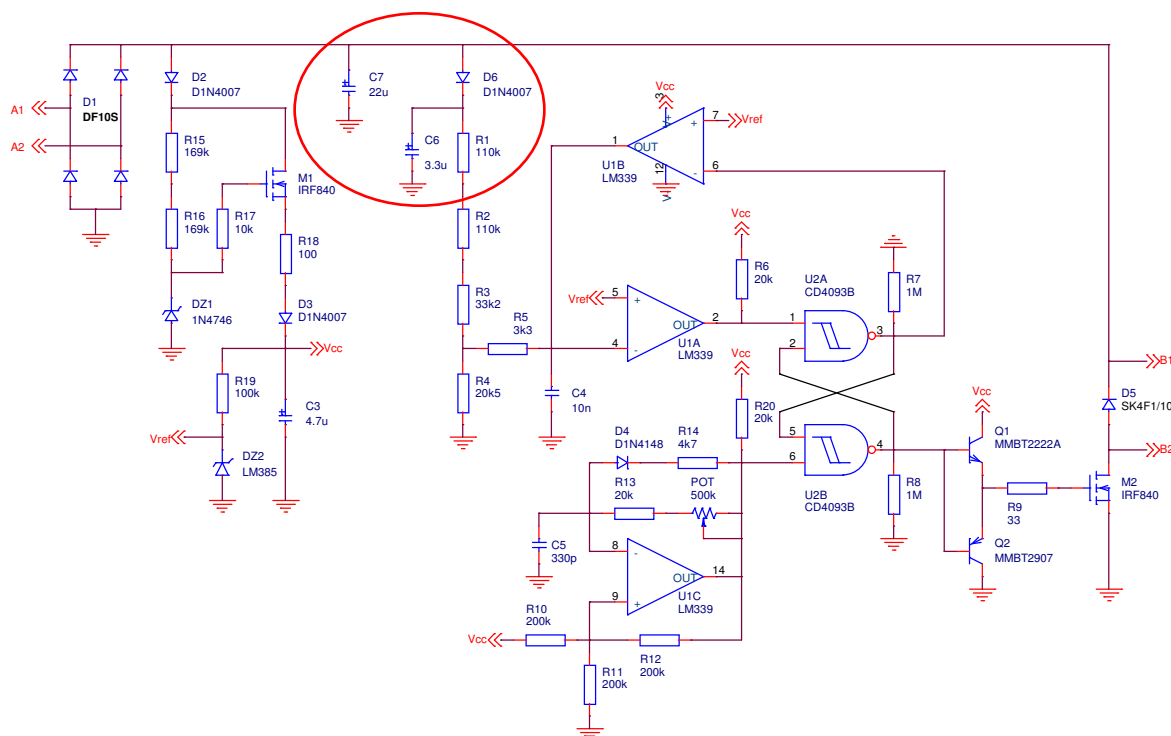 A1
A2
D1
DF10S
D2
D1N4007
R15
169k
R16
169k
R17
10k
M1
IRF840
R18
100
DZ1
1N4746
D3
D1N4007
Vcc
R19
100k
C3
4.7u
Vref
DZ2
LM385
C7
22u
D6
D1N4007
C6
3.3u
R1
110k
R2
110k
R3
33k2
R4
20k5
R5
3k3
C4
10n
Vcc
3
V+
7
Vref
1
OUT
+
-
6
U1B
LM339
12
V-
Vref
5
+
4
-
OUT
2
U1A
LM339
Vcc
R6
20k
U2A
CD4093B
1
2
3
R7
1M
Vcc
R20
20k
5
6
4
U2B
CD4093B
R8
1M
D4
D1N4148
R14
4k7
R13
20k
POT
500k
C5
330p
8
-
9
+
OUT
14
U1C
LM339
Vcc
R10
200k
R12
200k
R11
200k
Vcc
Q1
MMBT2222A
Q2
MMBT2907
R9
33
B1
D5
SK4F1/10
B2
M2
IRF840